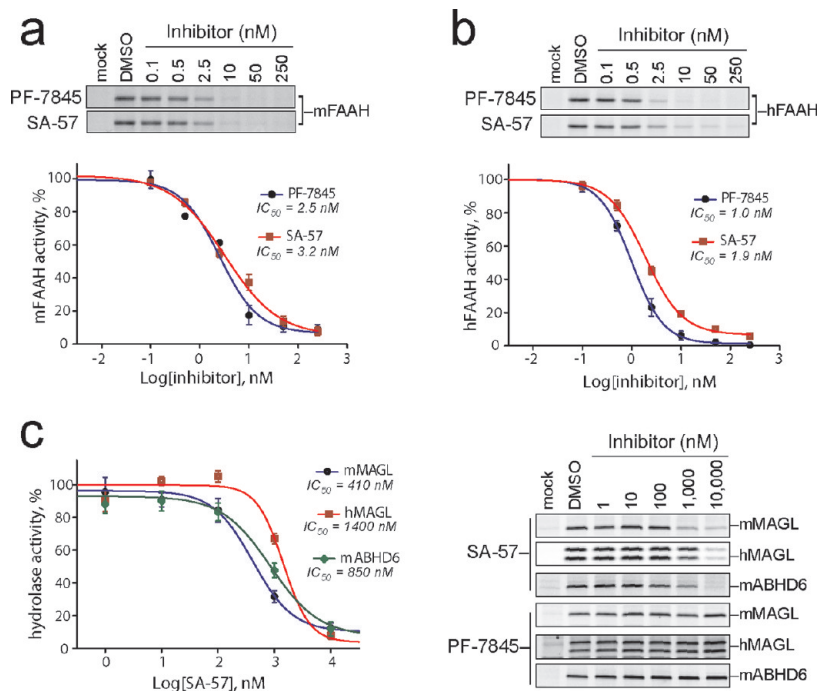 a
Inhibitor (nM)
mock
DMSO
0.1
0.5
2.5
10
50
250
PF-7845
SA-57
mFAAH
mFAAH activity, %
100
80
60
40
20
0
PF-7845
IC50 = 2.5 nM
SA-57
IC50 = 3.2 nM
-2 -1 0 1 2 3
Log[inhibitor], nM
b
Inhibitor (nM)
mock
DMSO
0.1
0.5
2.5
10
50
250
PF-7845
SA-57
hFAAH
hFAAH activity, %
100
80
60
40
20
0
PF-7845
IC50 = 1.0 nM
SA-57
IC50 = 1.9 nM
-2 -1 0 1 2 3
Log[inhibitor], nM
c
hydrolase activity, %
100
80
60
40
20
0
mMAGL
IC50 = 410 nM
hMAGL
IC50 = 1400 nM
mABHD6
IC50 = 850 nM
0 1 2 3 4
Log[SA-57], nM
Inhibitor (nM)
mock
DMSO
1
10
100
1,000
10,000
SA-57
mMAGL
hMAGL
mABHD6
PF-7845
mMAGL
hMAGL
mABHD6